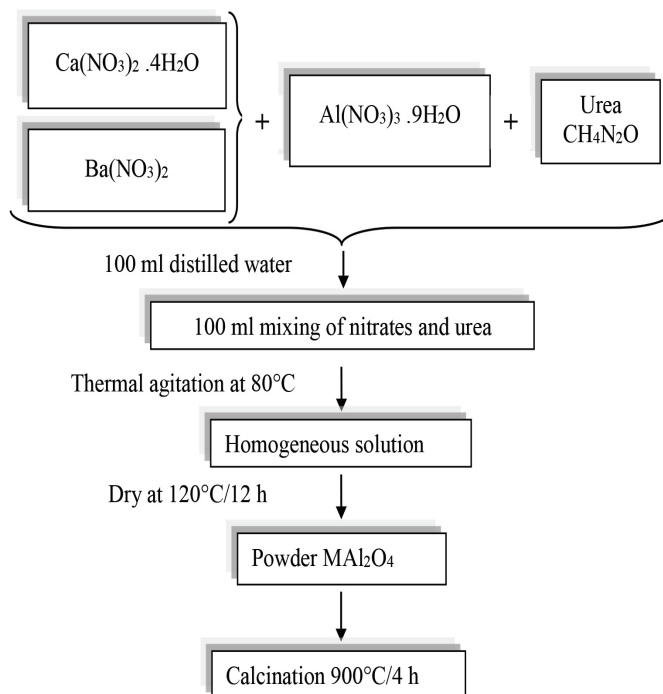 Ca(NO₃)₂ .4H₂O
Ba(NO₃)₂
+
Al(NO₃)₃ .9H₂O
+
Urea
CH4N2O
100 ml distilled water
100 ml mixing of nitrates and urea
Thermal agitation at 80°C
Homogeneous solution
Dry at 120°C/12 h
Powder MAl₂O₄
Calcination 900°C/4 h